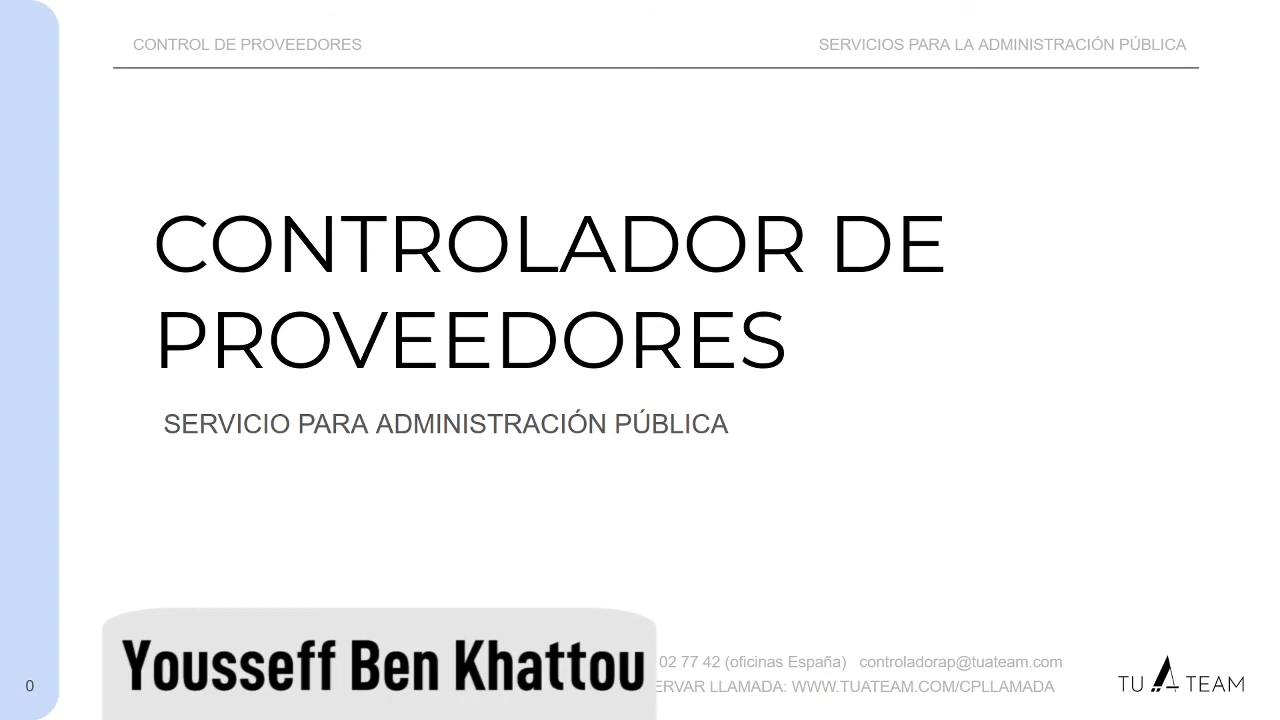 CONTROL DE PROVEEDORES
SERVICIOS PARA LA ADMINISTRACIÓN PÚBLICA
CONTROLADOR DE
PROVEEDORES
SERVICIO PARA ADMINISTRACIÓN PÚBLICA
Yousseff Ben Khattou
02 77 42 (oficinas España) controladorap@tuateam.com
LLAMADA: WWW.TUATEAM.COM/CPLLAMADA
0
TU A TEAM